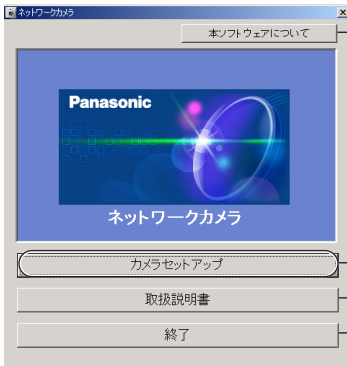 ネットワークカメラ
本ソフトウェアについて
Panasonic
ネットワークカメラ
カメラセットアップ
取扱説明書
終了